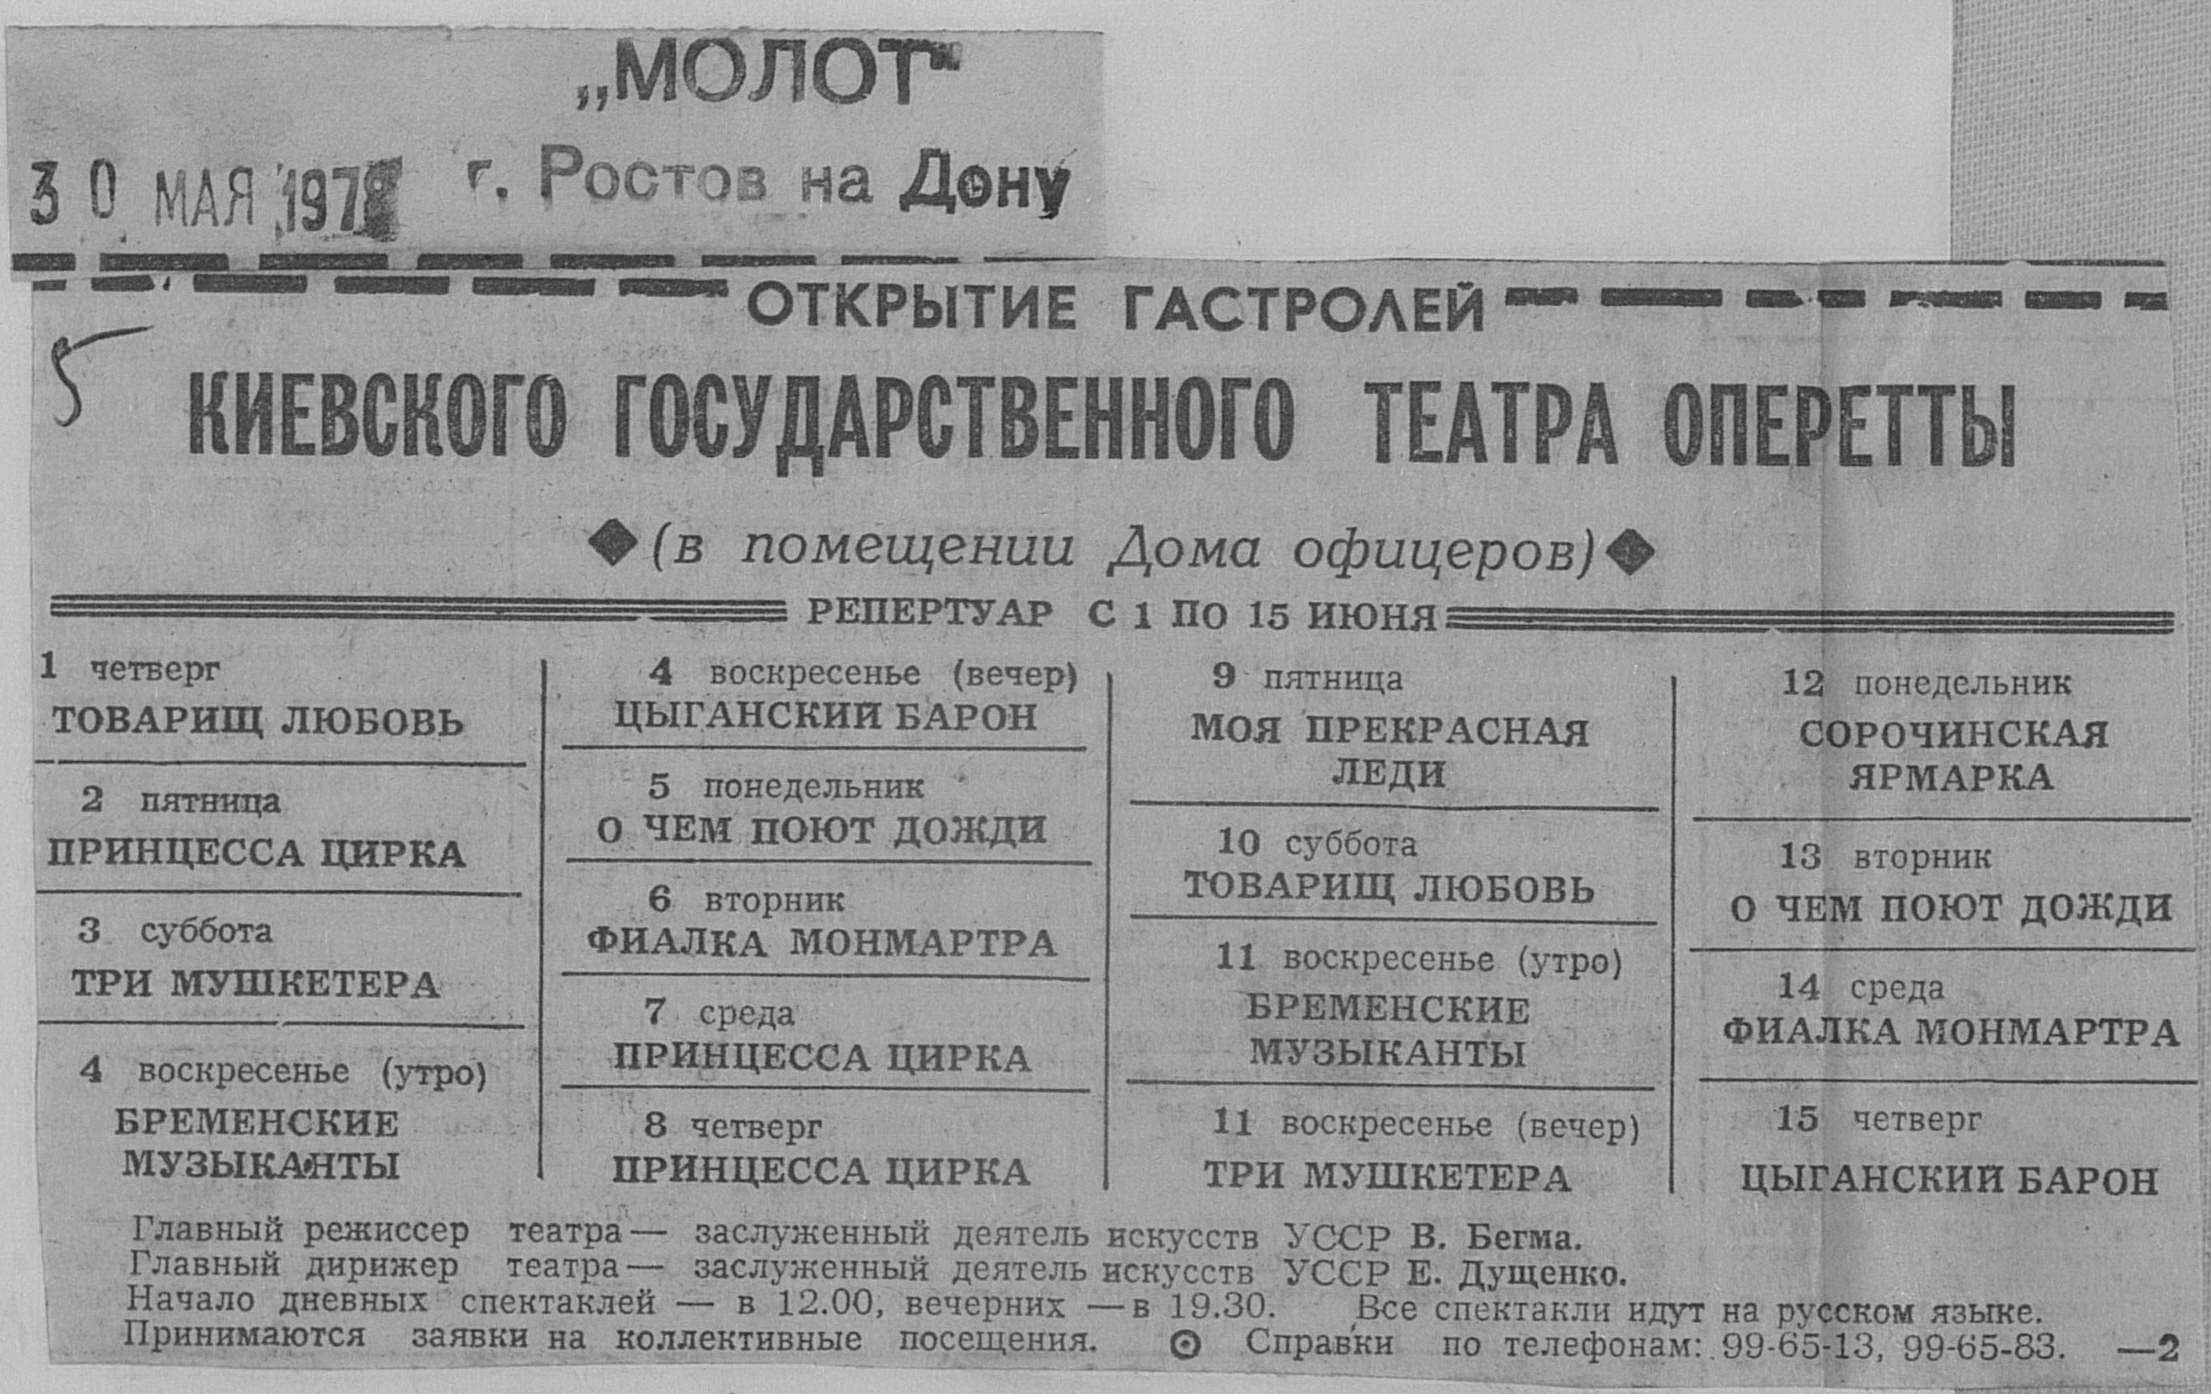 „МОЛОТ"
30 МАЯ 1978 г. Ростов на Дону
5
ОТКРЫТИЕ ГАСТРОЛЕЙ
КИЕВСКОГО ГОСУДАРСТВЕННОГО ТЕАТРА ОПЕРЕТТЫ
(в помещении Дома офицеров)
РЕПЕРТУАР С 1 ПО 15 ИЮНЯ
1 четверг
ТОВАРИЩ ЛЮБОВЬ
2 пятница
ПРИНЦЕССА ЦИРКА
3 суббота
ТРИ МУШКЕТЕРА
4 воскресенье (утро)
БРЕМЕНСКИЕ
МУЗЫКАНТЫ
4 воскресенье (вечер)
ЦЫГАНСКИЙ БАРОН
5 понедельник
О ЧЕМ ПОЮТ ДОЖДИ
6 вторник
ФИАЛКА МОНМАРТРА
7 среда
ПРИНЦЕССА ЦИРКА
8 четверг
ПРИНЦЕССА ЦИРКА
9 пятница
МОЯ ПРЕКРАСНАЯ
ЛЕДИ
10 суббота
ТОВАРИЩ ЛЮБОВЬ
11 воскресенье (утро)
БРЕМЕНСКИЕ
МУЗЫКАНТЫ
11 воскресенье (вечер)
ТРИ МУШКЕТЕРА
12 понедельник
СОРОЧИНСКАЯ
ЯРМАРКА
13 вторник
О ЧЕМ ПОЮТ ДОЖДИ
14 среда
ФИАЛКА МОНМАРТРА
15 четверг
ЦЫГАНСКИЙ БАРОН
Главный режиссер театра — заслуженный деятель искусств УССР В. Бегма.
Главный дирижер театра — заслуженный деятель искусств УССР Е. Дущенко.
Начало дневных спектаклей — в 12.00, вечерних — в 19.30. Все спектакли идут на русском языке.
Принимаются заявки на коллективные посещения. Справки по телефонам: 99-65-13, 99-65-83. —2